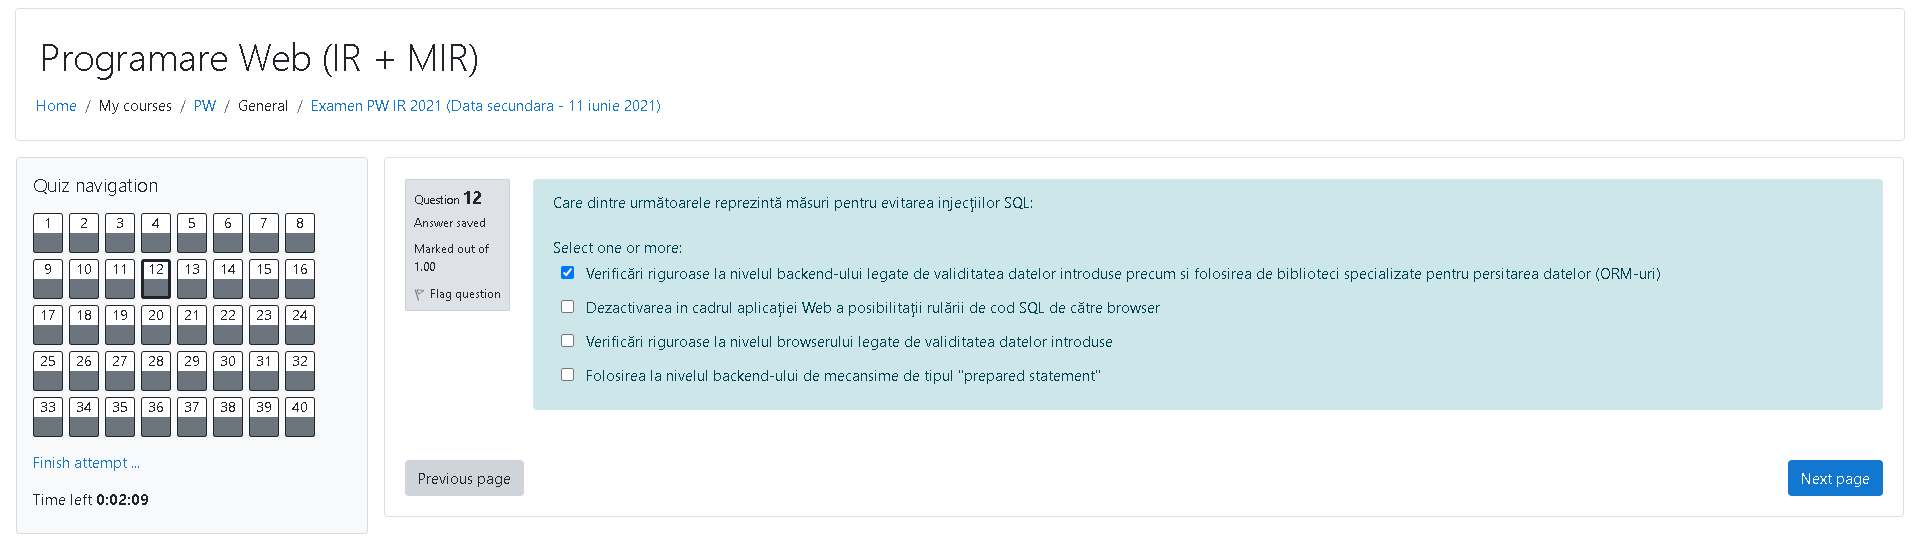 Programare Web (IR + MIR)
Home / My courses / PW / General / Examen PW IR 2021 (Data secundara - 11 iunie 2021)
Quiz navigation
1 2 3 4 5 6 7 8
9 10 11 12 13 14 15 16
17 18 19 20 21 22 23 24
25 26 27 28 29 30 31 32
33 34 35 36 37 38 39 40
Finish attempt ...
Time left 0:02:09
Question 12
Answer saved
Marked out of
1.00
Flag question
Care dintre următoarele reprezintă măsuri pentru evitarea injecțiilor SQL:
Select one or more:
Verificări riguroase la nivelul backend-ului legate de validitatea datelor introduse precum si folosirea de biblioteci specializate pentru persitarea datelor (ORM-uri)
Dezactivarea in cadrul aplicației Web a posibilitații rulării de cod SQL de către browser
Verificări riguroase la nivelul browserului legate de validitatea datelor introduse
Folosirea la nivelul backend-ului de mecansime de tipul "prepared statement"
Previous page
Next page